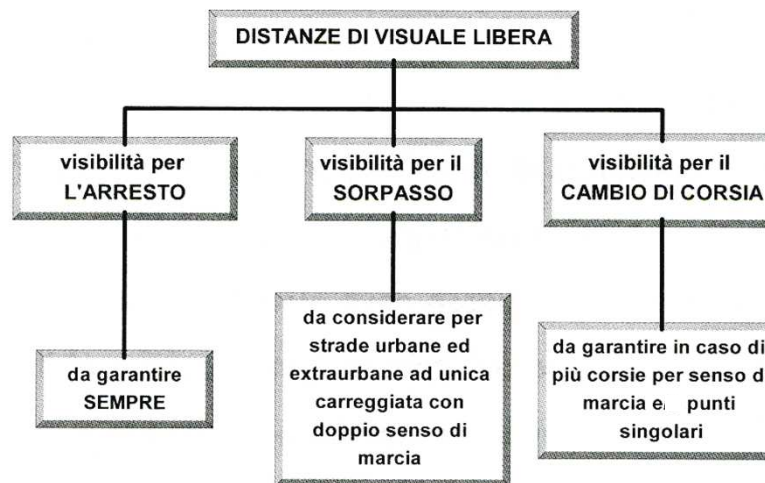 DISTANZE DI VISUALE LIBERA
visibilità per
L'ARRESTO
visibilità per il
SORPASSO
visibilità per il
CAMBIO DI CORSIA
da garantire
SEMPRE
da considerare per
strade urbane ed
extraurbane ad unica
carreggiata con
doppio senso di
marcia
da garantire in caso di
più corsie per senso d
marcia e punti
singolari